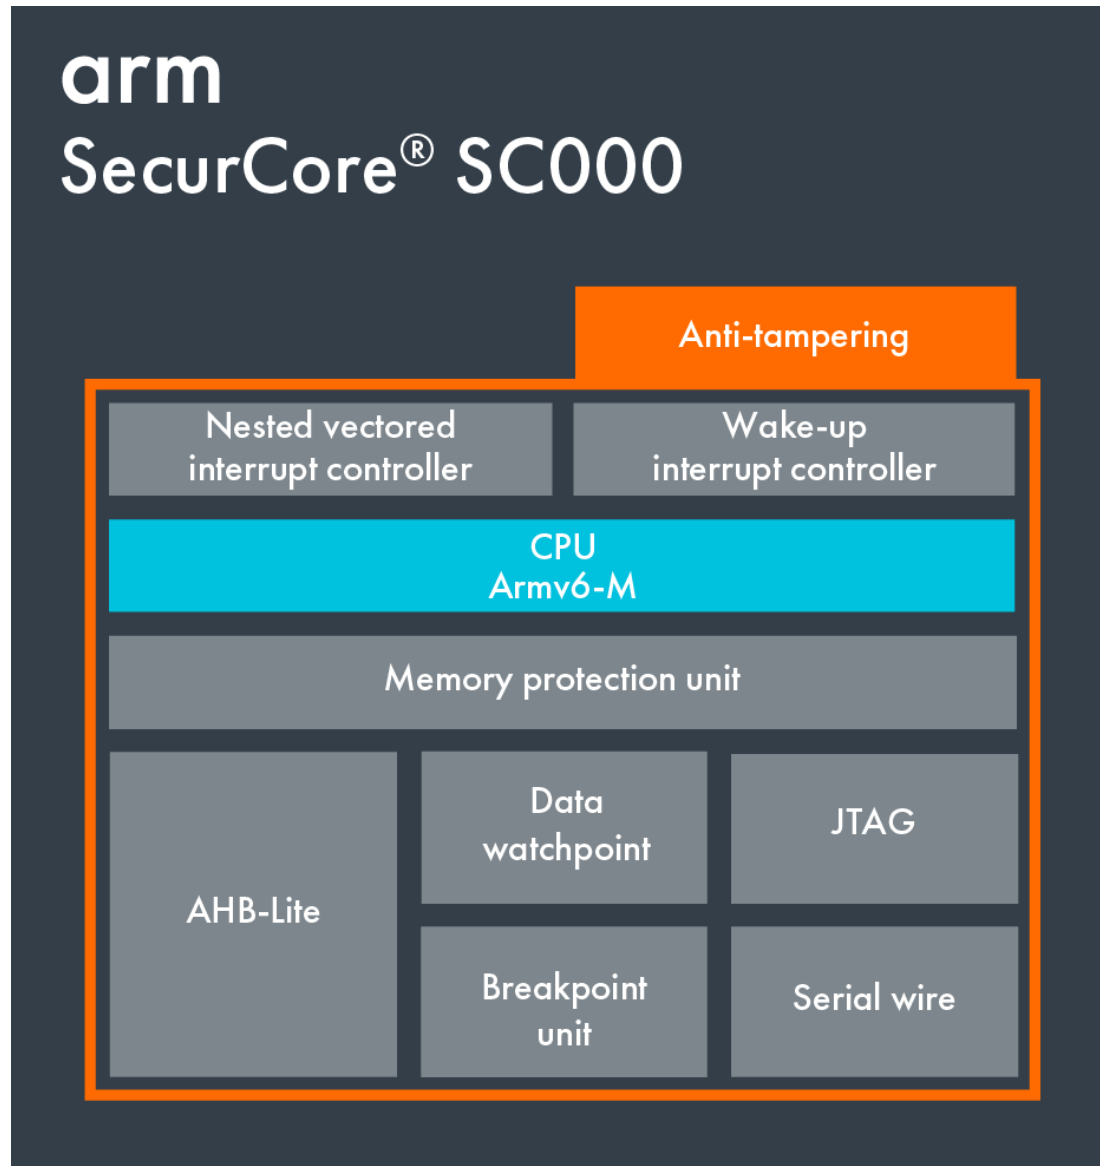 arm
SecurCore® SC000
Anti-tampering
Nested vectored
interrupt controller
Wake-up
interrupt controller
CPU
Armv6-M
Memory protection unit
AHB-Lite
Data
watchpoint
JTAG
Breakpoint
unit
Serial wire